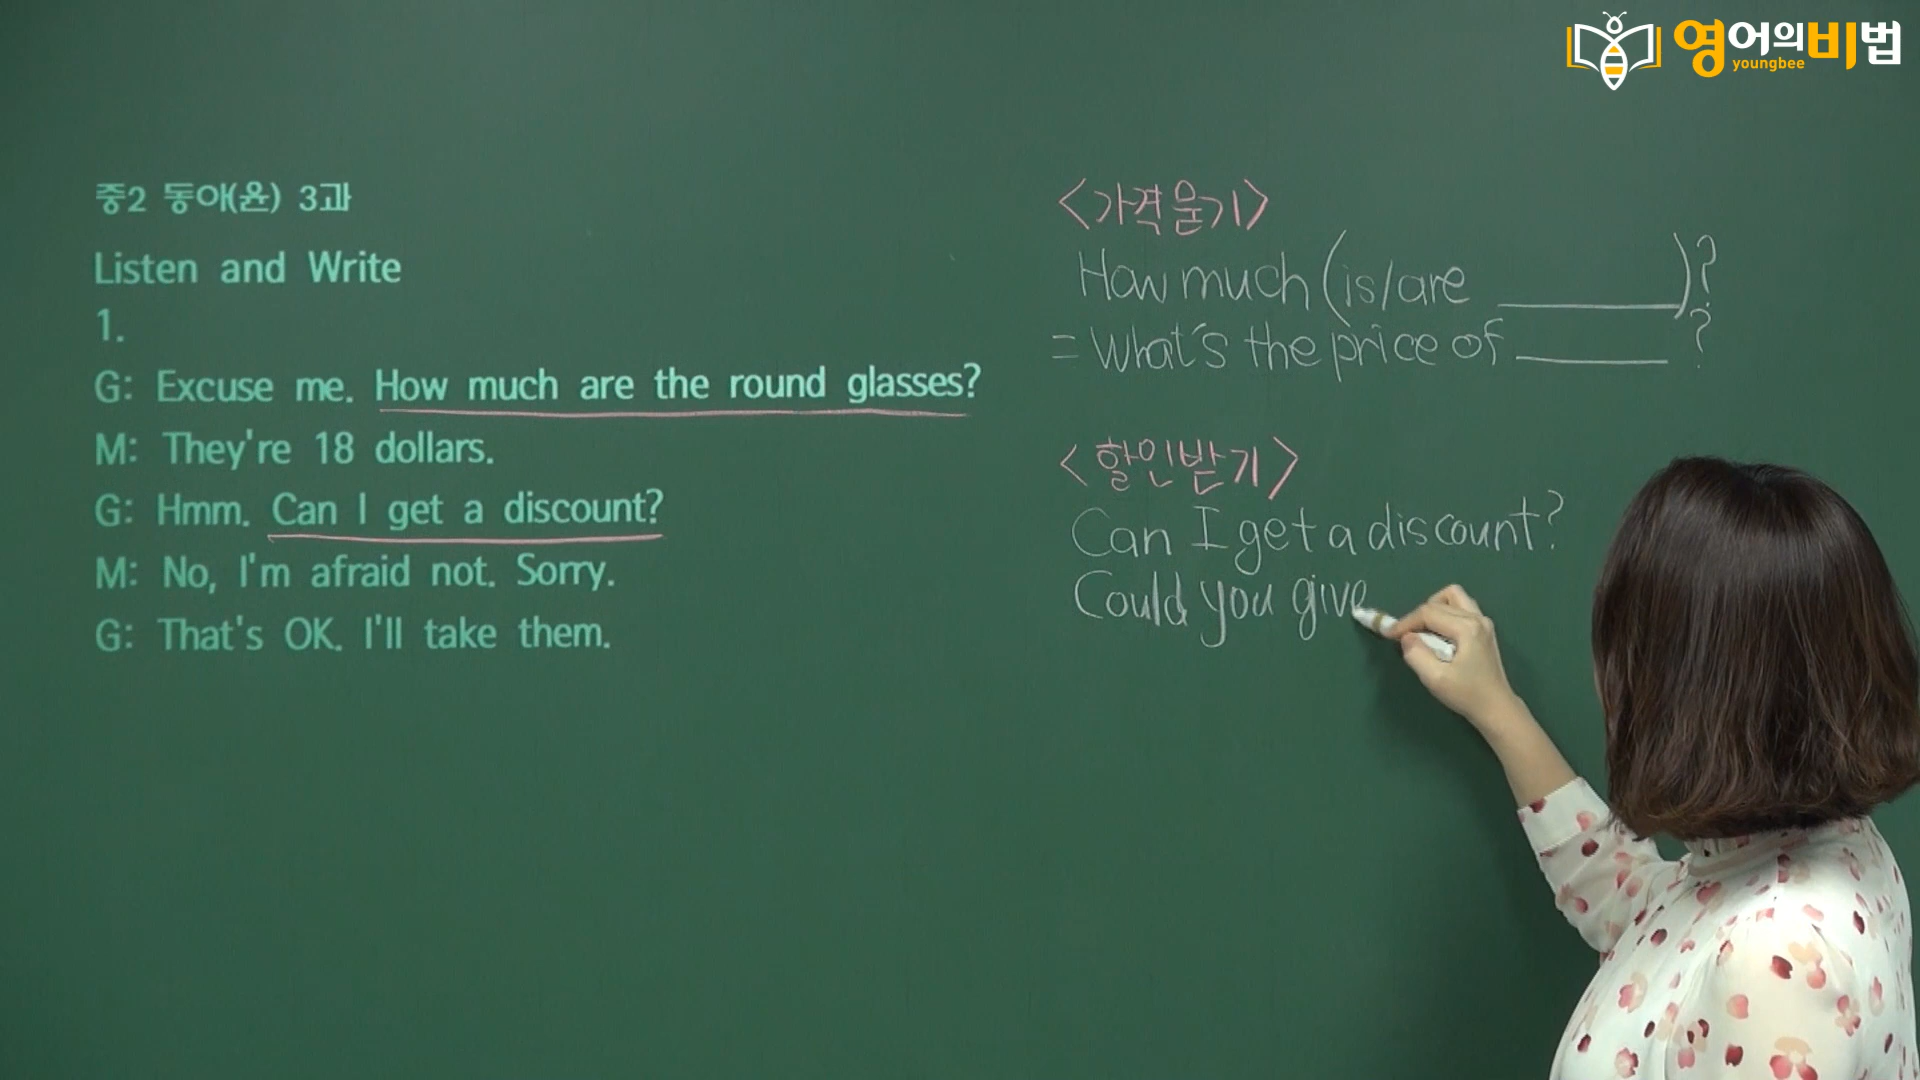 영어의비법
youngbee
중2 동아(윤) 3과
Listen and Write
1.
G: Excuse me. How much are the round glasses?
M: They're 18 dollars.
G: Hmm. Can I get a discount?
M: No, I'm afraid not. Sorry.
G: That's OK. I'll take them.
<가격묻기>
How much (is/are ______)?
= What's the price of ______?
<할인받기>
Can I get a discount?
Could you give